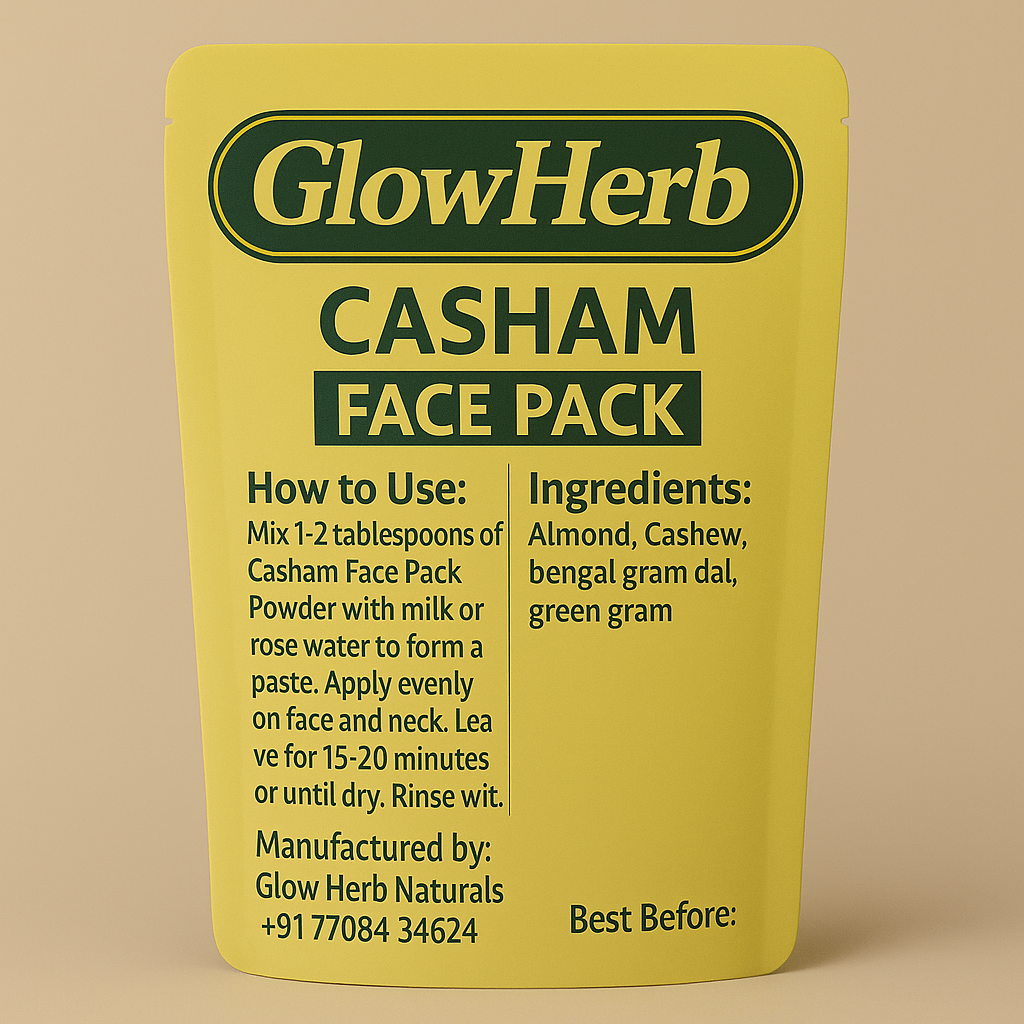 GlowHerb
CASHAM
FACE PACK
How to Use:
Mix 1-2 tablespoons of
Casham Face Pack
Powder with milk or
rose water to form a
paste. Apply evenly
on face and neck. Lea
ve for 15-20 minutes
or until dry. Rinse wit.
Ingredients:
Almond, Cashew,
bengal gram dal,
green gram
Manufactured by:
Glow Herb Naturals
+91 77084 34624
Best Before: